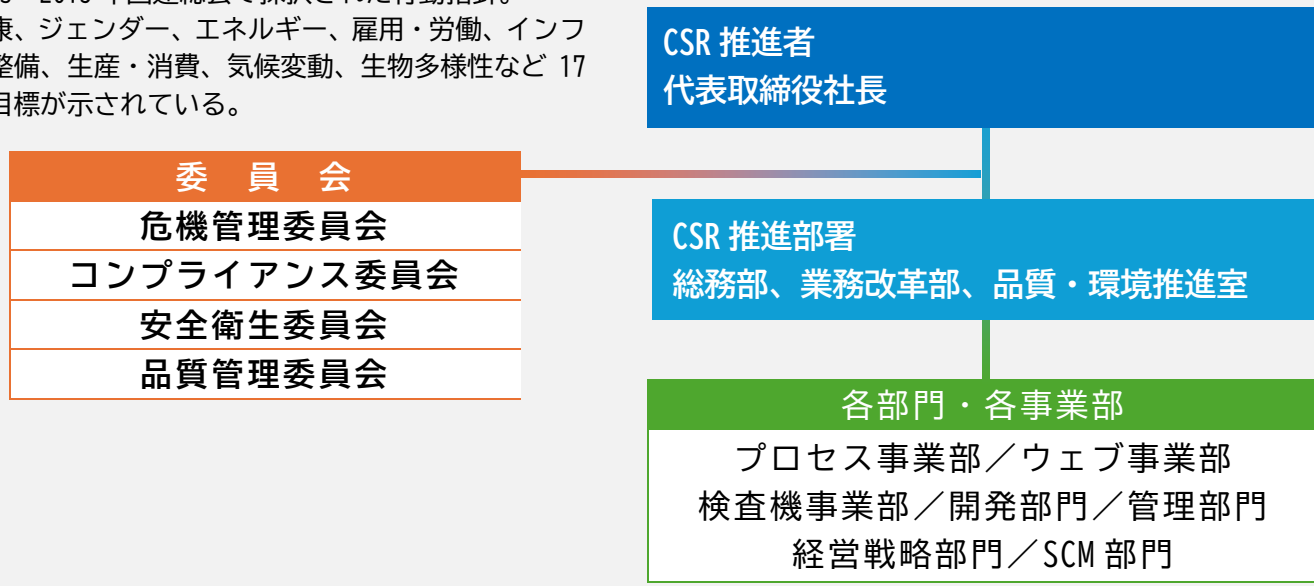 康、ジェンダー、エネルギー、雇用・労働、インフ
整備、生産・消費、気候変動、生物多様性など 17
目標が示されている。
委 員 会
危機管理委員会
コンプライアンス委員会
安全衛生委員会
品質管理委員会
CSR 推進者
代表取締役社長
CSR 推進部署
総務部、業務改革部、品質・環境推進室
各部門・各事業部
プロセス事業部／ウェブ事業部
検査機事業部／開発部門／管理部門
経営戦略部門／SCM 部門